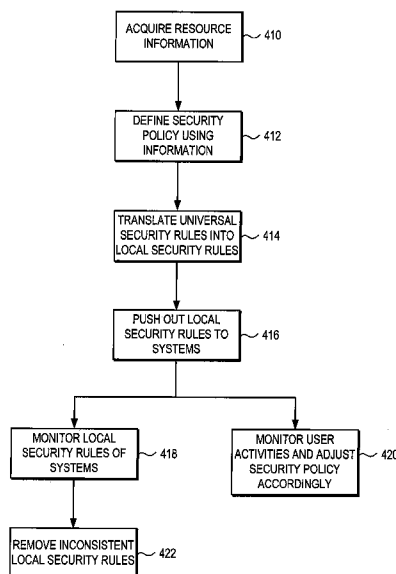 ACQUIRE RESOURCE
INFORMATION
410
DEFINE SECURITY
POLICY USING
INFORMATION
412
TRANSLATE UNIVERSAL
SECURITY RULES INTO
LOCAL SECURITY RULES
414
PUSH OUT LOCAL
SECURITY RULES TO
SYSTEMS
416
MONITOR LOCAL
SECURITY RULES OF
SYSTEMS
418
MONITOR USER
ACTIVITIES AND ADJUST
SECURITY POLICY
ACCORDINGLY
420
REMOVE INCONSISTENT
LOCAL SECURITY RULES
422